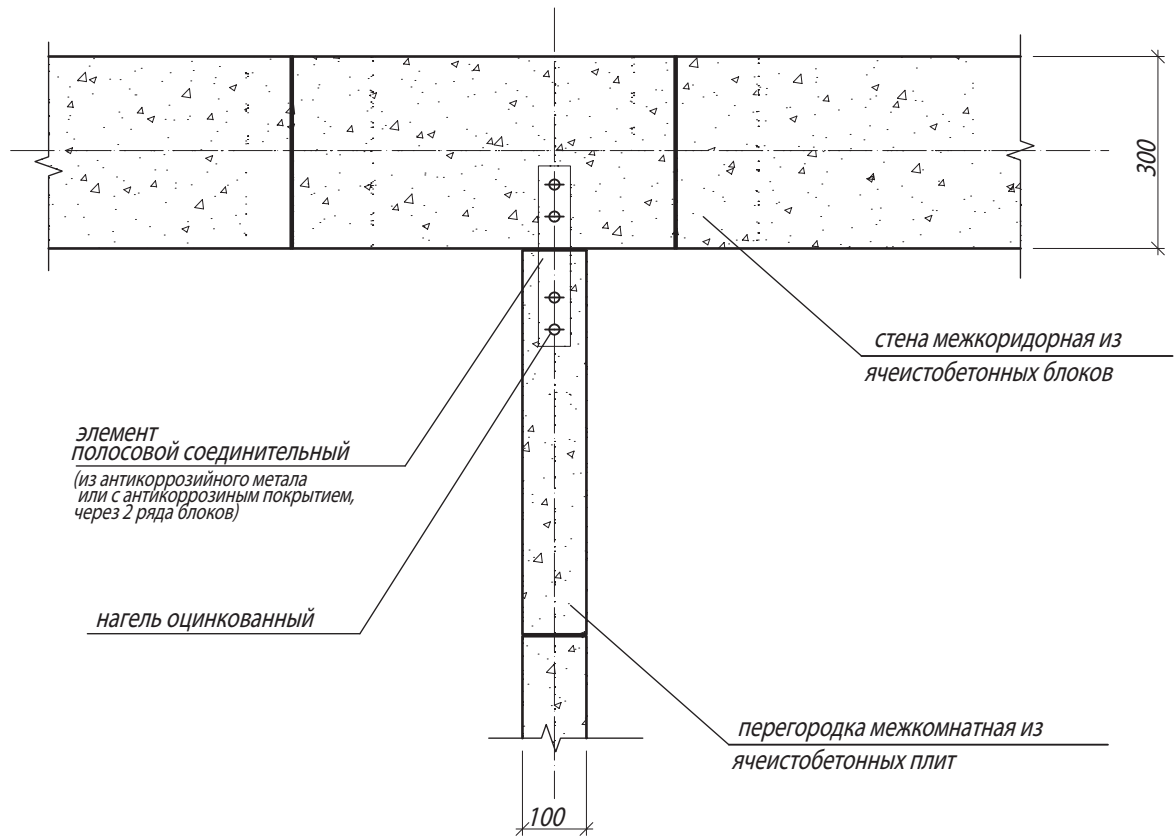 300
стена межкоридорная из
ячеистобетонных блоков
элемент
полосовой соединительный
(из антикоррозийного метала
или с антикоррозиным покрытием,
через 2 ряда блоков)
нагель оцинкованный
перегородка межкомнатная из
ячеистобетонных плит
100